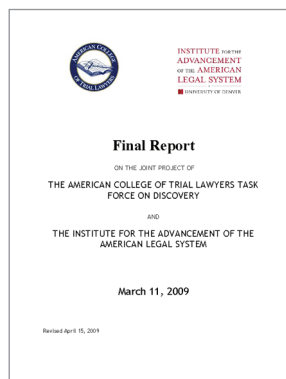 AMERICAN COLLEGE
OF TRIAL LAWYERS
INSTITUTE FOR THE
ADVANCEMENT
OF THE AMERICAN
LEGAL SYSTEM
UNIVERSITY OF DENVER
Final Report
ON THE JOINT PROJECT OF
THE AMERICAN COLLEGE OF TRIAL LAWYERS TASK
FORCE ON DISCOVERY
AND
THE INSTITUTE FOR THE ADVANCEMENT OF THE
AMERICAN LEGAL SYSTEM
March 11, 2009
Revised April 15, 2009